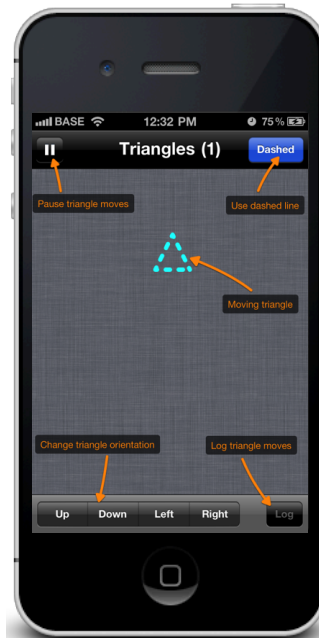 BASE 12:32 PM 75%
Triangles (1) Dashed
Pause triangle moves Use dashed line
Moving triangle
Change triangle orientation Log triangle moves
Up Down Left Right Log